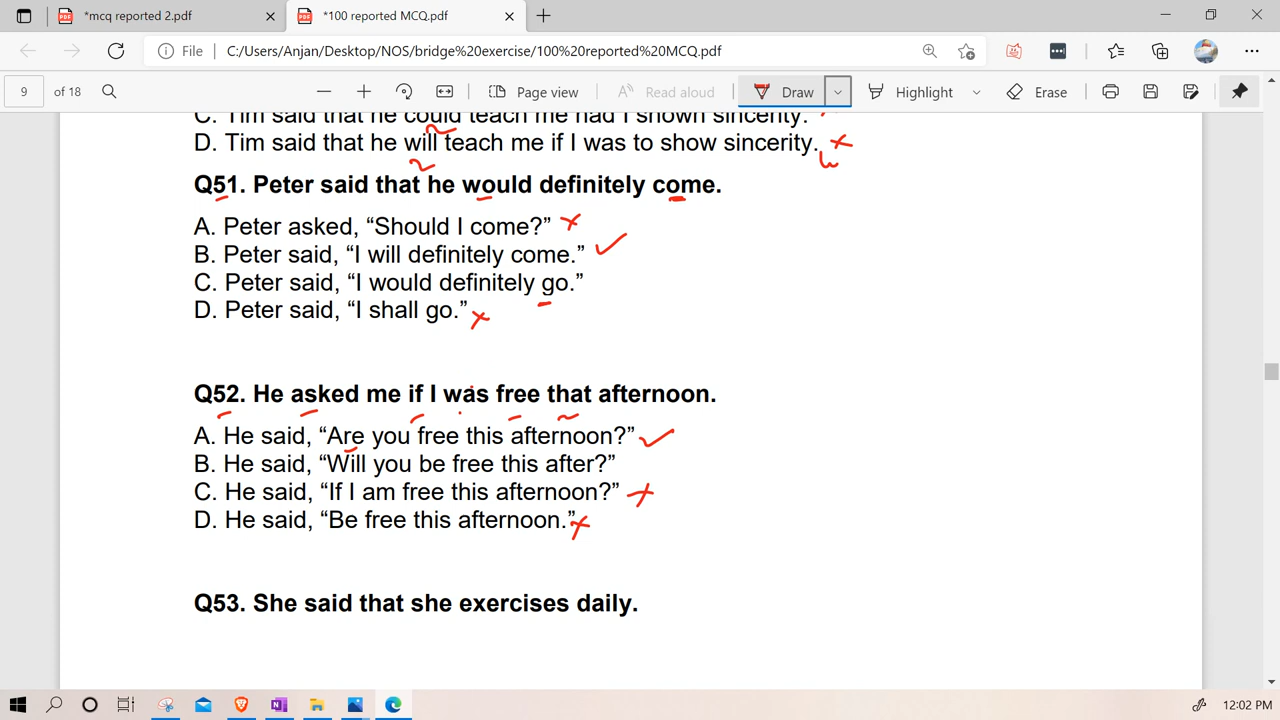 *mcq reported 2.pdf
*100 reported MCQ.pdf
File
C:/Users/Anjan/Desktop/NOS/bridge%20exercise/100%20reported%20MCQ.pdf
9
of 18
Page view
Read aloud
Draw
Highlight
Erase
C. Tim said that he could teach me had I shown sincerity.
D. Tim said that he will teach me if I was to show sincerity.
Q51. Peter said that he would definitely come.
A. Peter asked, “Should I come?”
B. Peter said, “I will definitely come.”
C. Peter said, “I would definitely go.”
D. Peter said, “I shall go.”
Q52. He asked me if I was free that afternoon.
A. He said, “Are you free this afternoon?”
B. He said, “Will you be free this after?”
C. He said, “If I am free this afternoon?”
D. He said, “Be free this afternoon.”
Q53. She said that she exercises daily.
12:02 PM